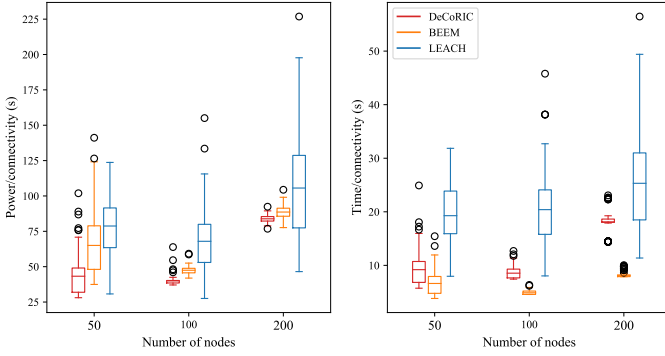 Power/connectivity (s)
225
200
175
150
125
100
75
50
25
50
100
200
Number of nodes
Time/connectivity (s)
50
40
30
20
10
DeCoRIC
BEEM
LEACH
50
100
200
Number of nodes